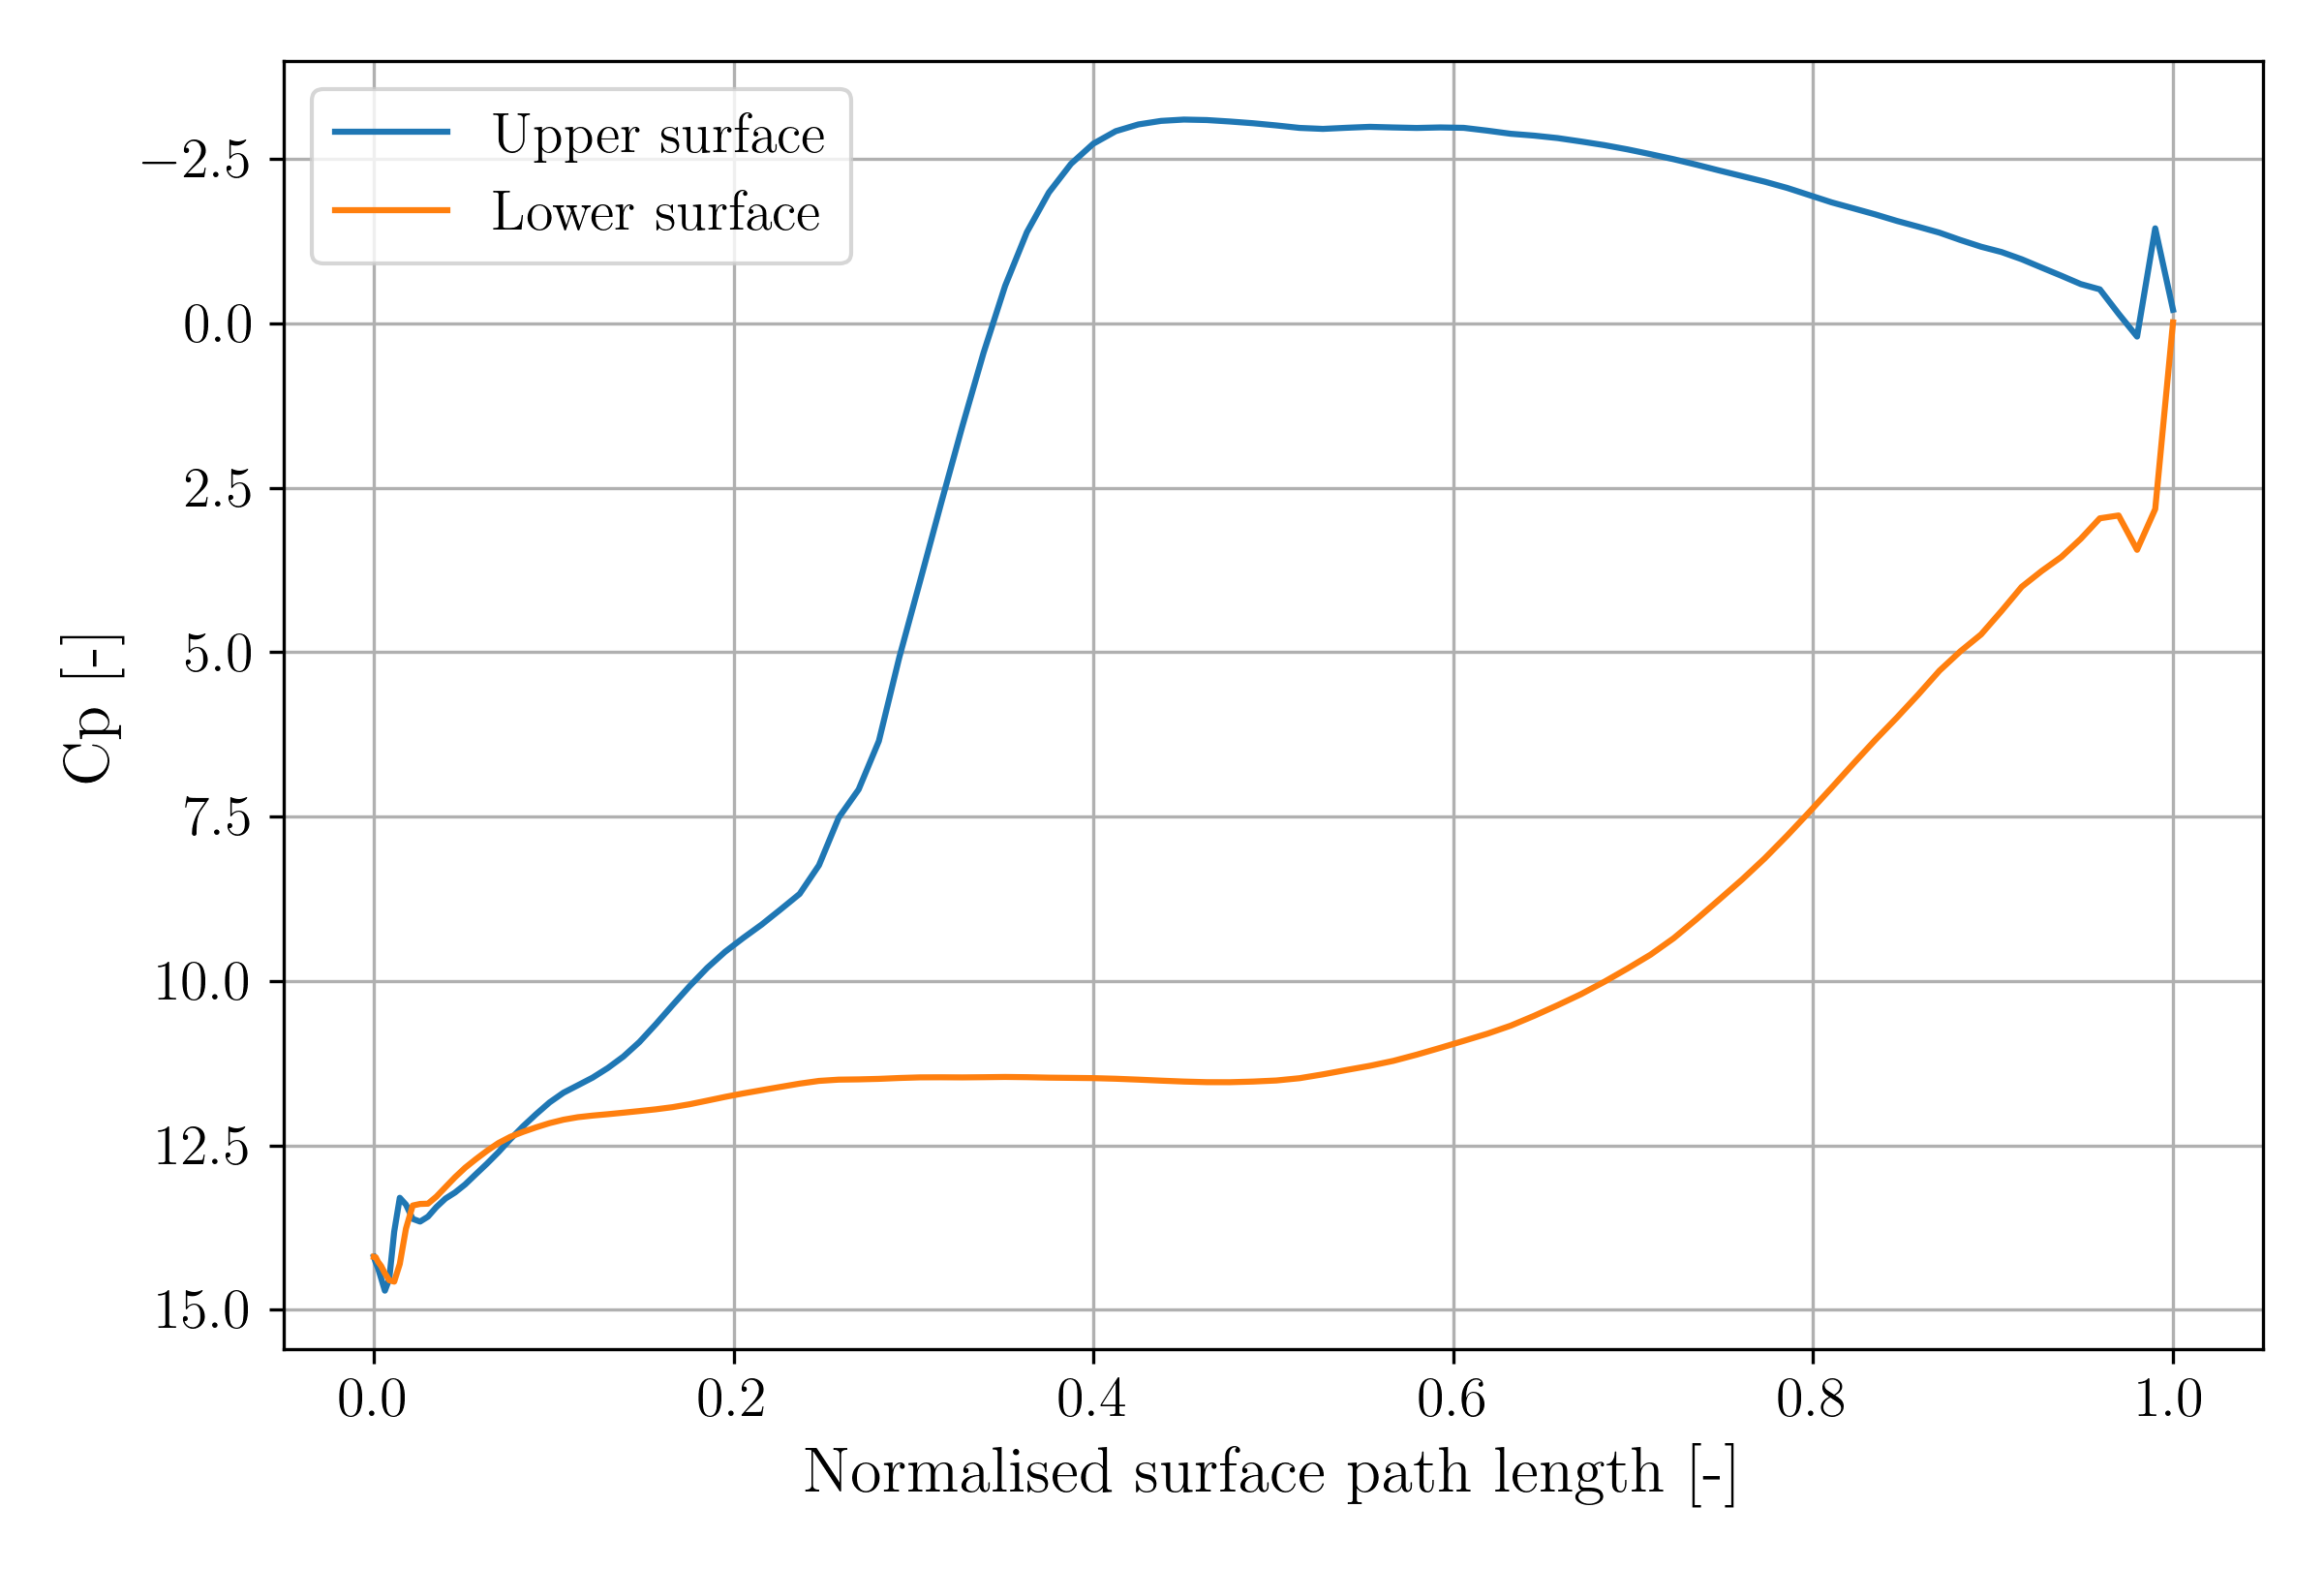 Upper surface
Lower surface
−2.5
0.0
2.5
5.0
7.5
10.0
12.5
15.0
Cp [-]
0.0 0.2 0.4 0.6 0.8 1.0
Normalised surface path length [-]